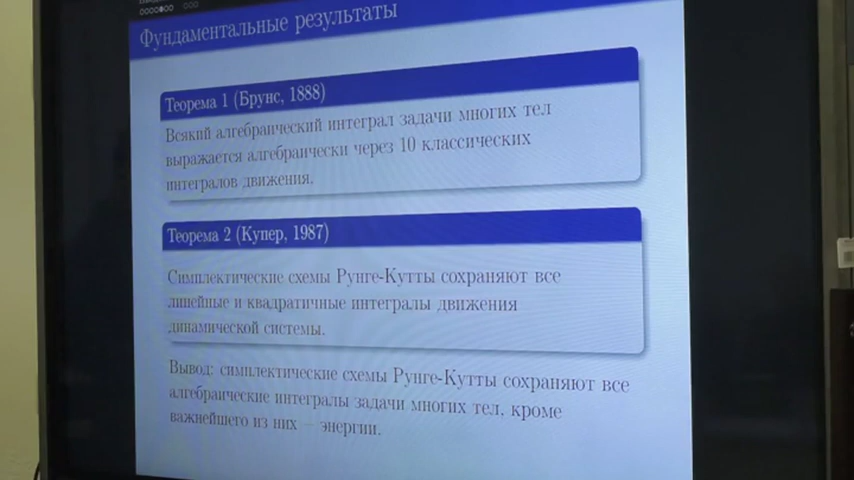 Фундаментальные результаты
Теорема 1 (Брунс, 1888)
Всякий алгебраический интеграл задачи многих тел
выражается алгебраически через 10 классических
интегралов движения.
Теорема 2 (Купер, 1987)
Симплектические схемы Рунге-Кутты сохраняют все
линейные и квадратичные интегралы движения
динамической системы.
Вывод: симплектические схемы Рунге-Кутты сохраняют все
алгебраические интегралы задачи многих тел, кроме
важнейшего из них – энергии.